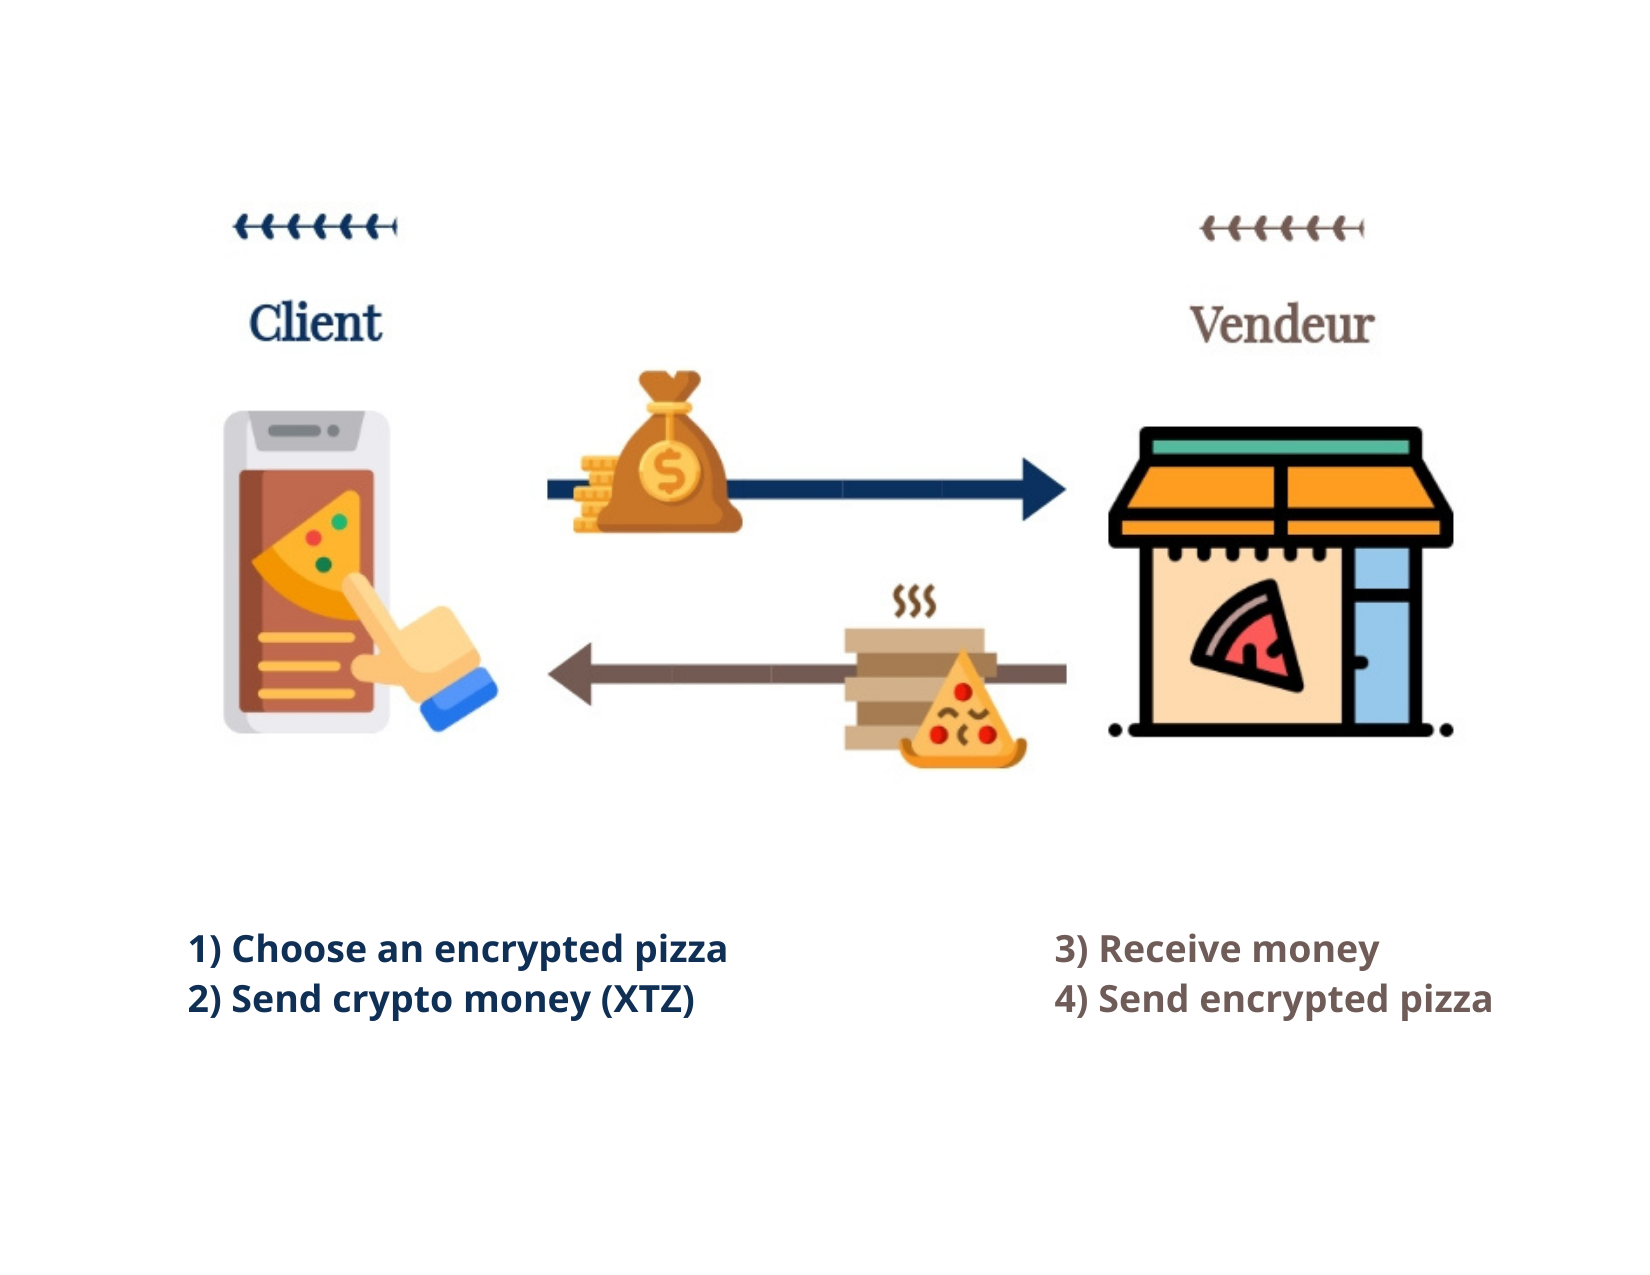 Client
Vendeur
$
1) Choose an encrypted pizza
2) Send crypto money (XTZ)
3) Receive money
4) Send encrypted pizza